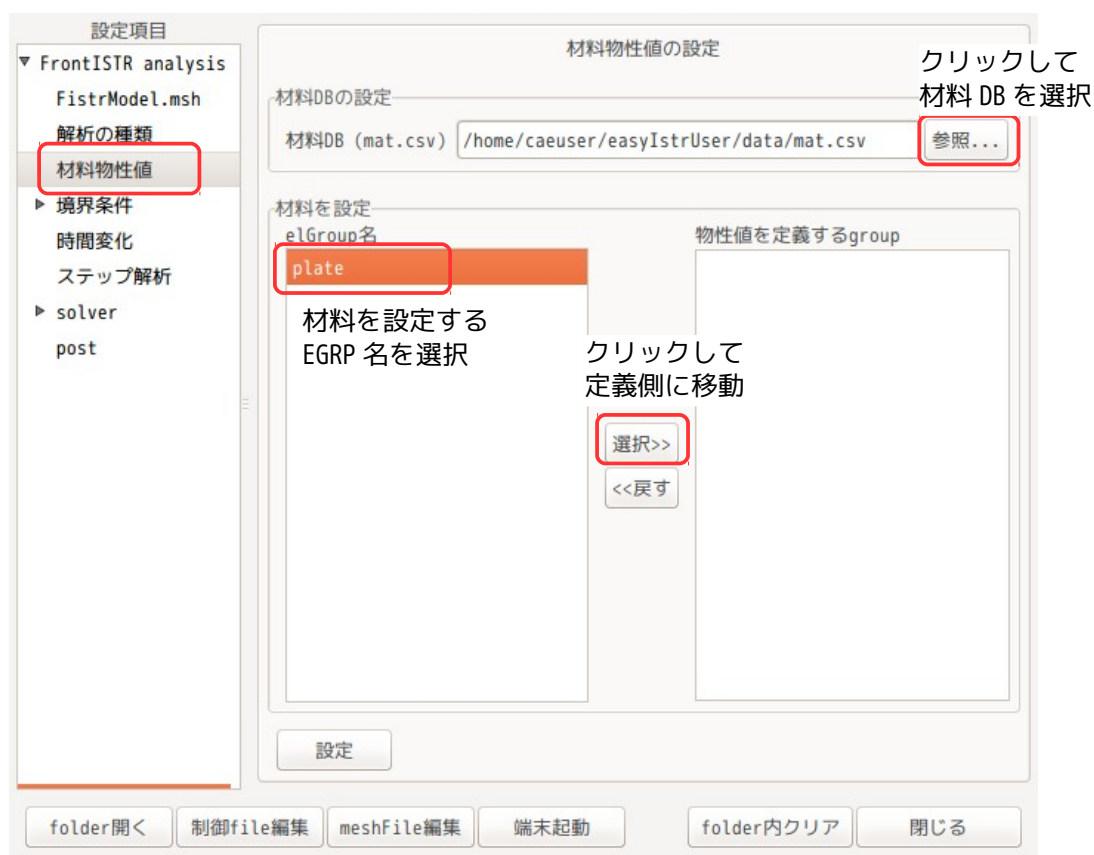 設定項目
▼ FrontISTR analysis
FistrModel.msh
解析の種類
材料物性値
▶ 境界条件
時間変化
ステップ解析
▶ solver
post
材料物性値の設定
クリックして
材料 DB を選択
材料DBの設定
材料DB (mat.csv) /home/caeuser/easyIstrUser/data/mat.csv 参照...
材料を設定
elGroup名 物性値を定義するgroup
plate
材料を設定する
EGRP 名を選択
クリックして
定義側に移動
選択>>
<<戻す
設定
folder開く 制御file編集 meshFile編集 端末起動 folder内クリア 閉じる